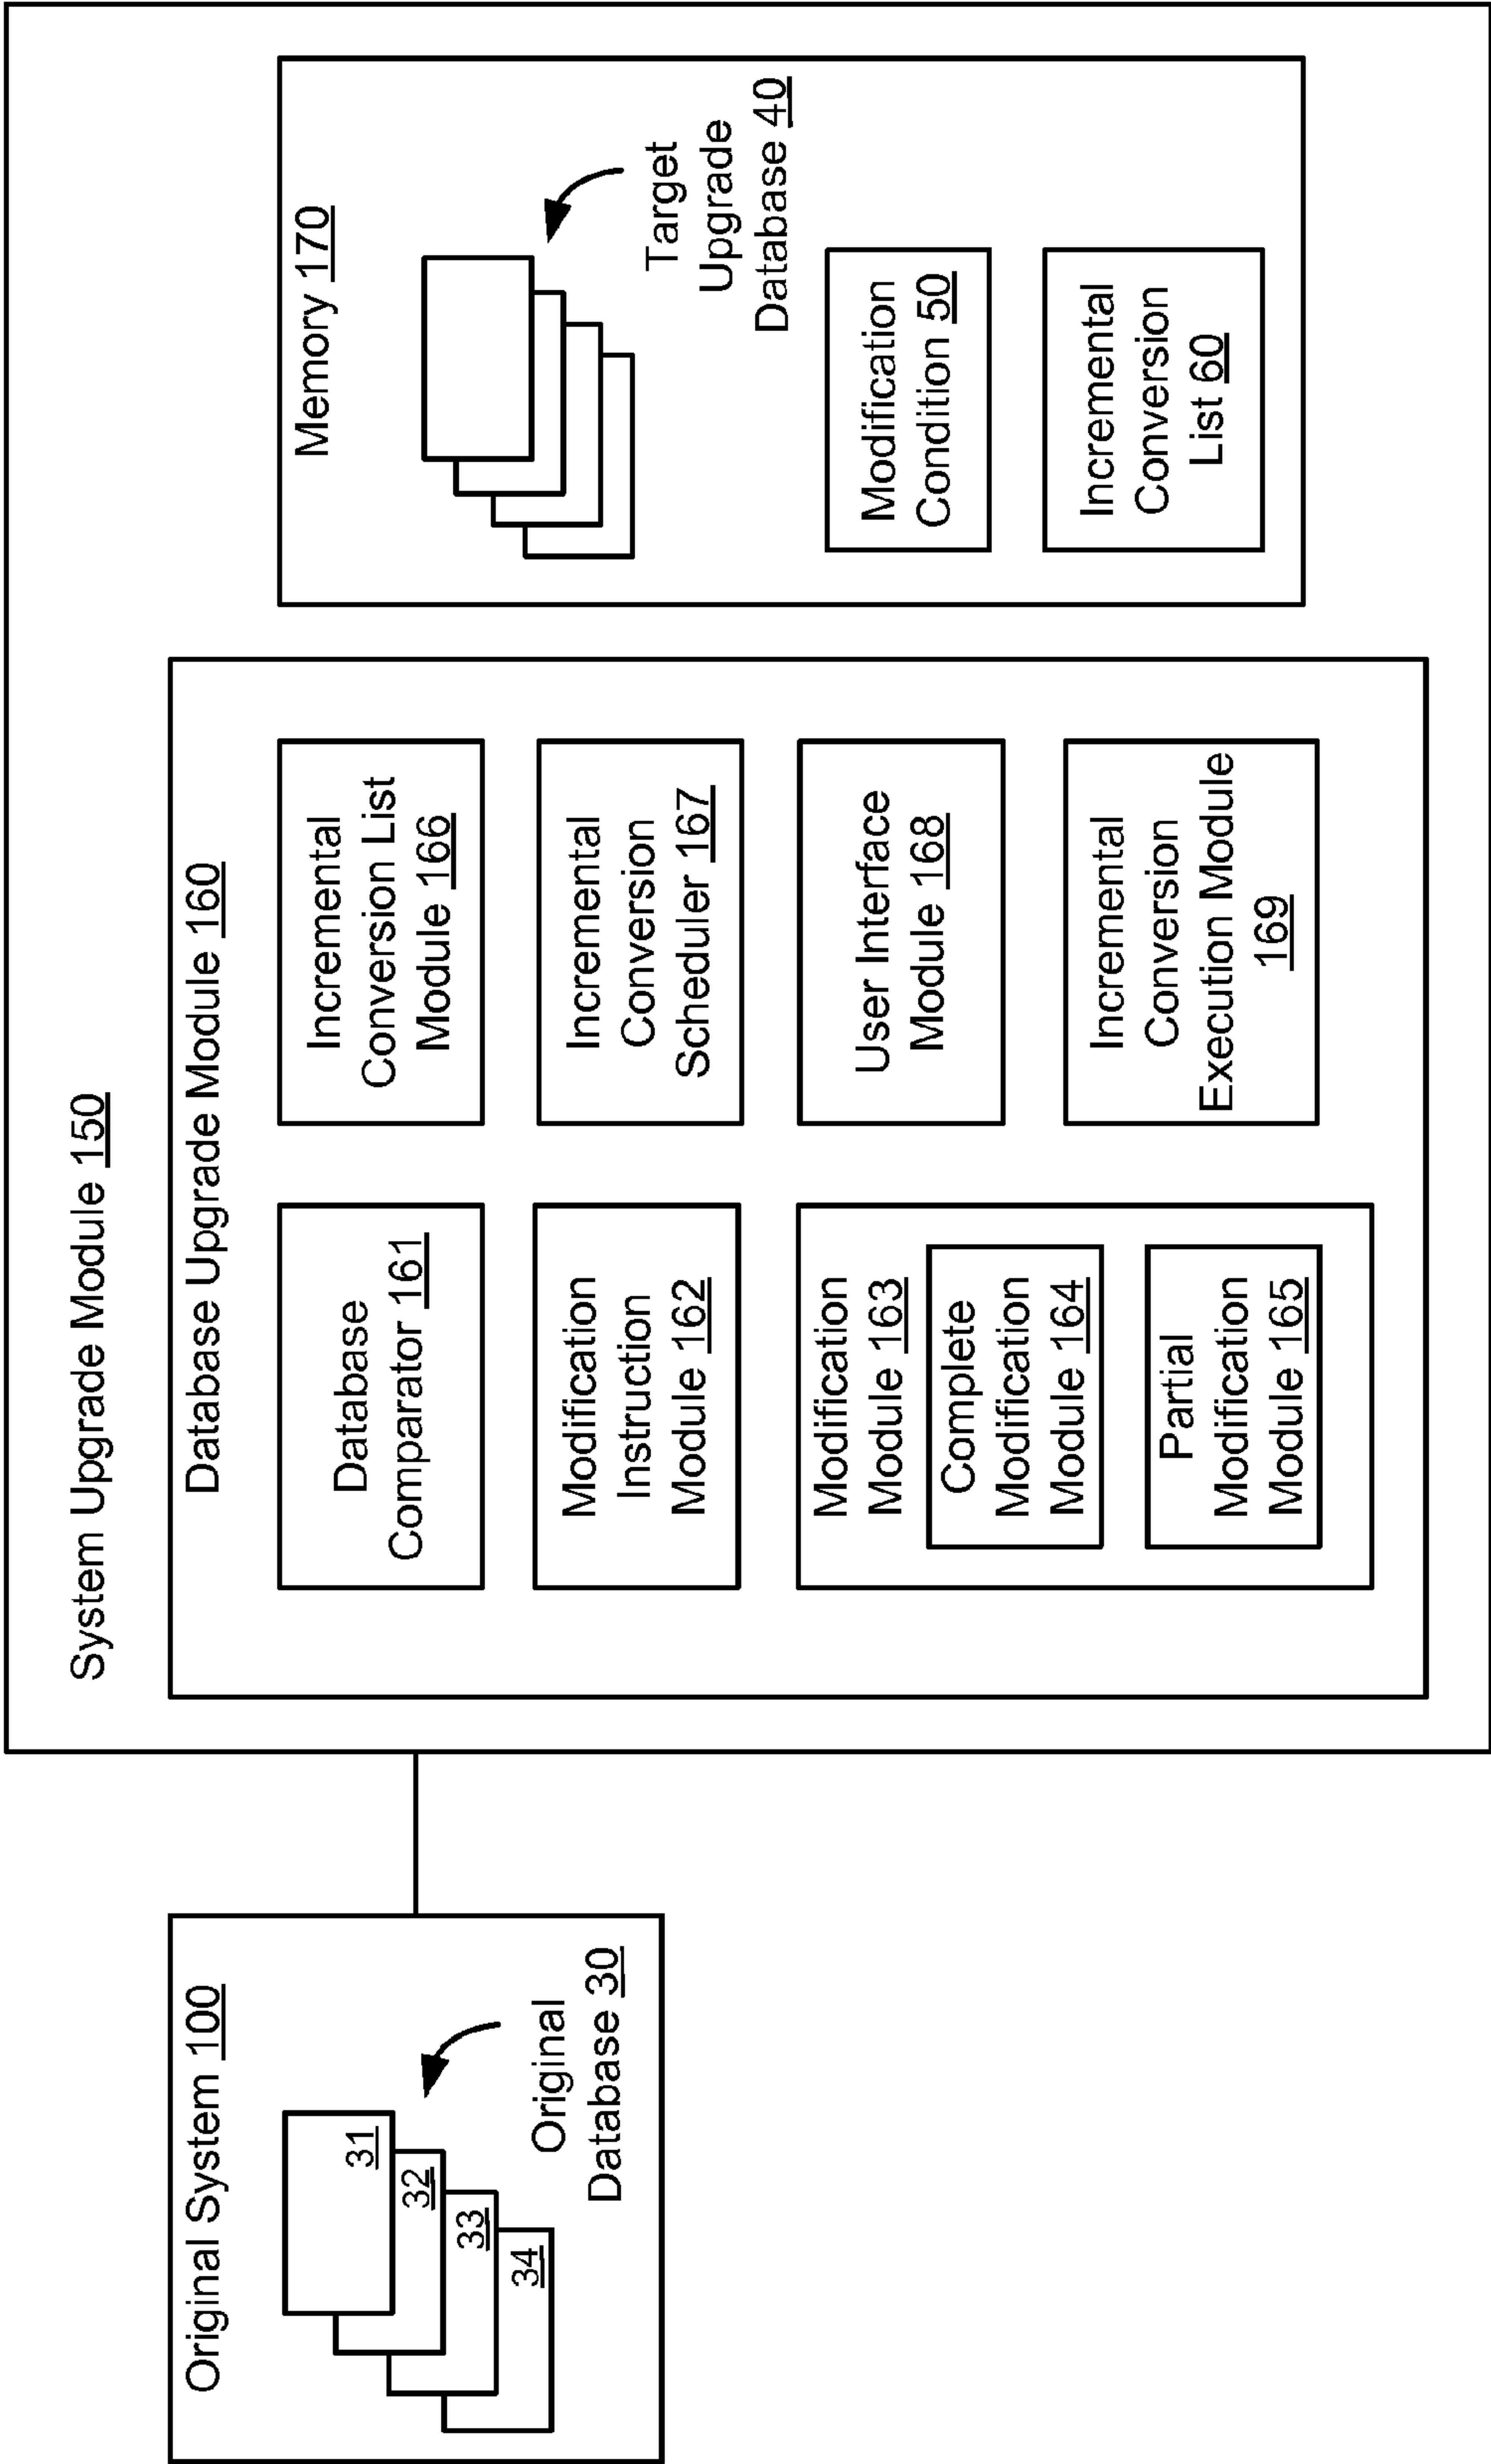 Original System 100
31
32
33
34
Original
Database 30
System Upgrade Module 150
Database Upgrade Module 160
Database
Comparator 161
Modification
Instruction
Module 162
Modification
Module 163
Complete
Modification
Module 164
Partial
Modification
Module 165
Incremental
Conversion List
Module 166
Incremental
Conversion
Scheduler 167
User Interface
Module 168
Incremental
Conversion
Execution Module
169
Memory 170
Target
Upgrade
Database 40
Modification
Condition 50
Incremental
Conversion
List 60